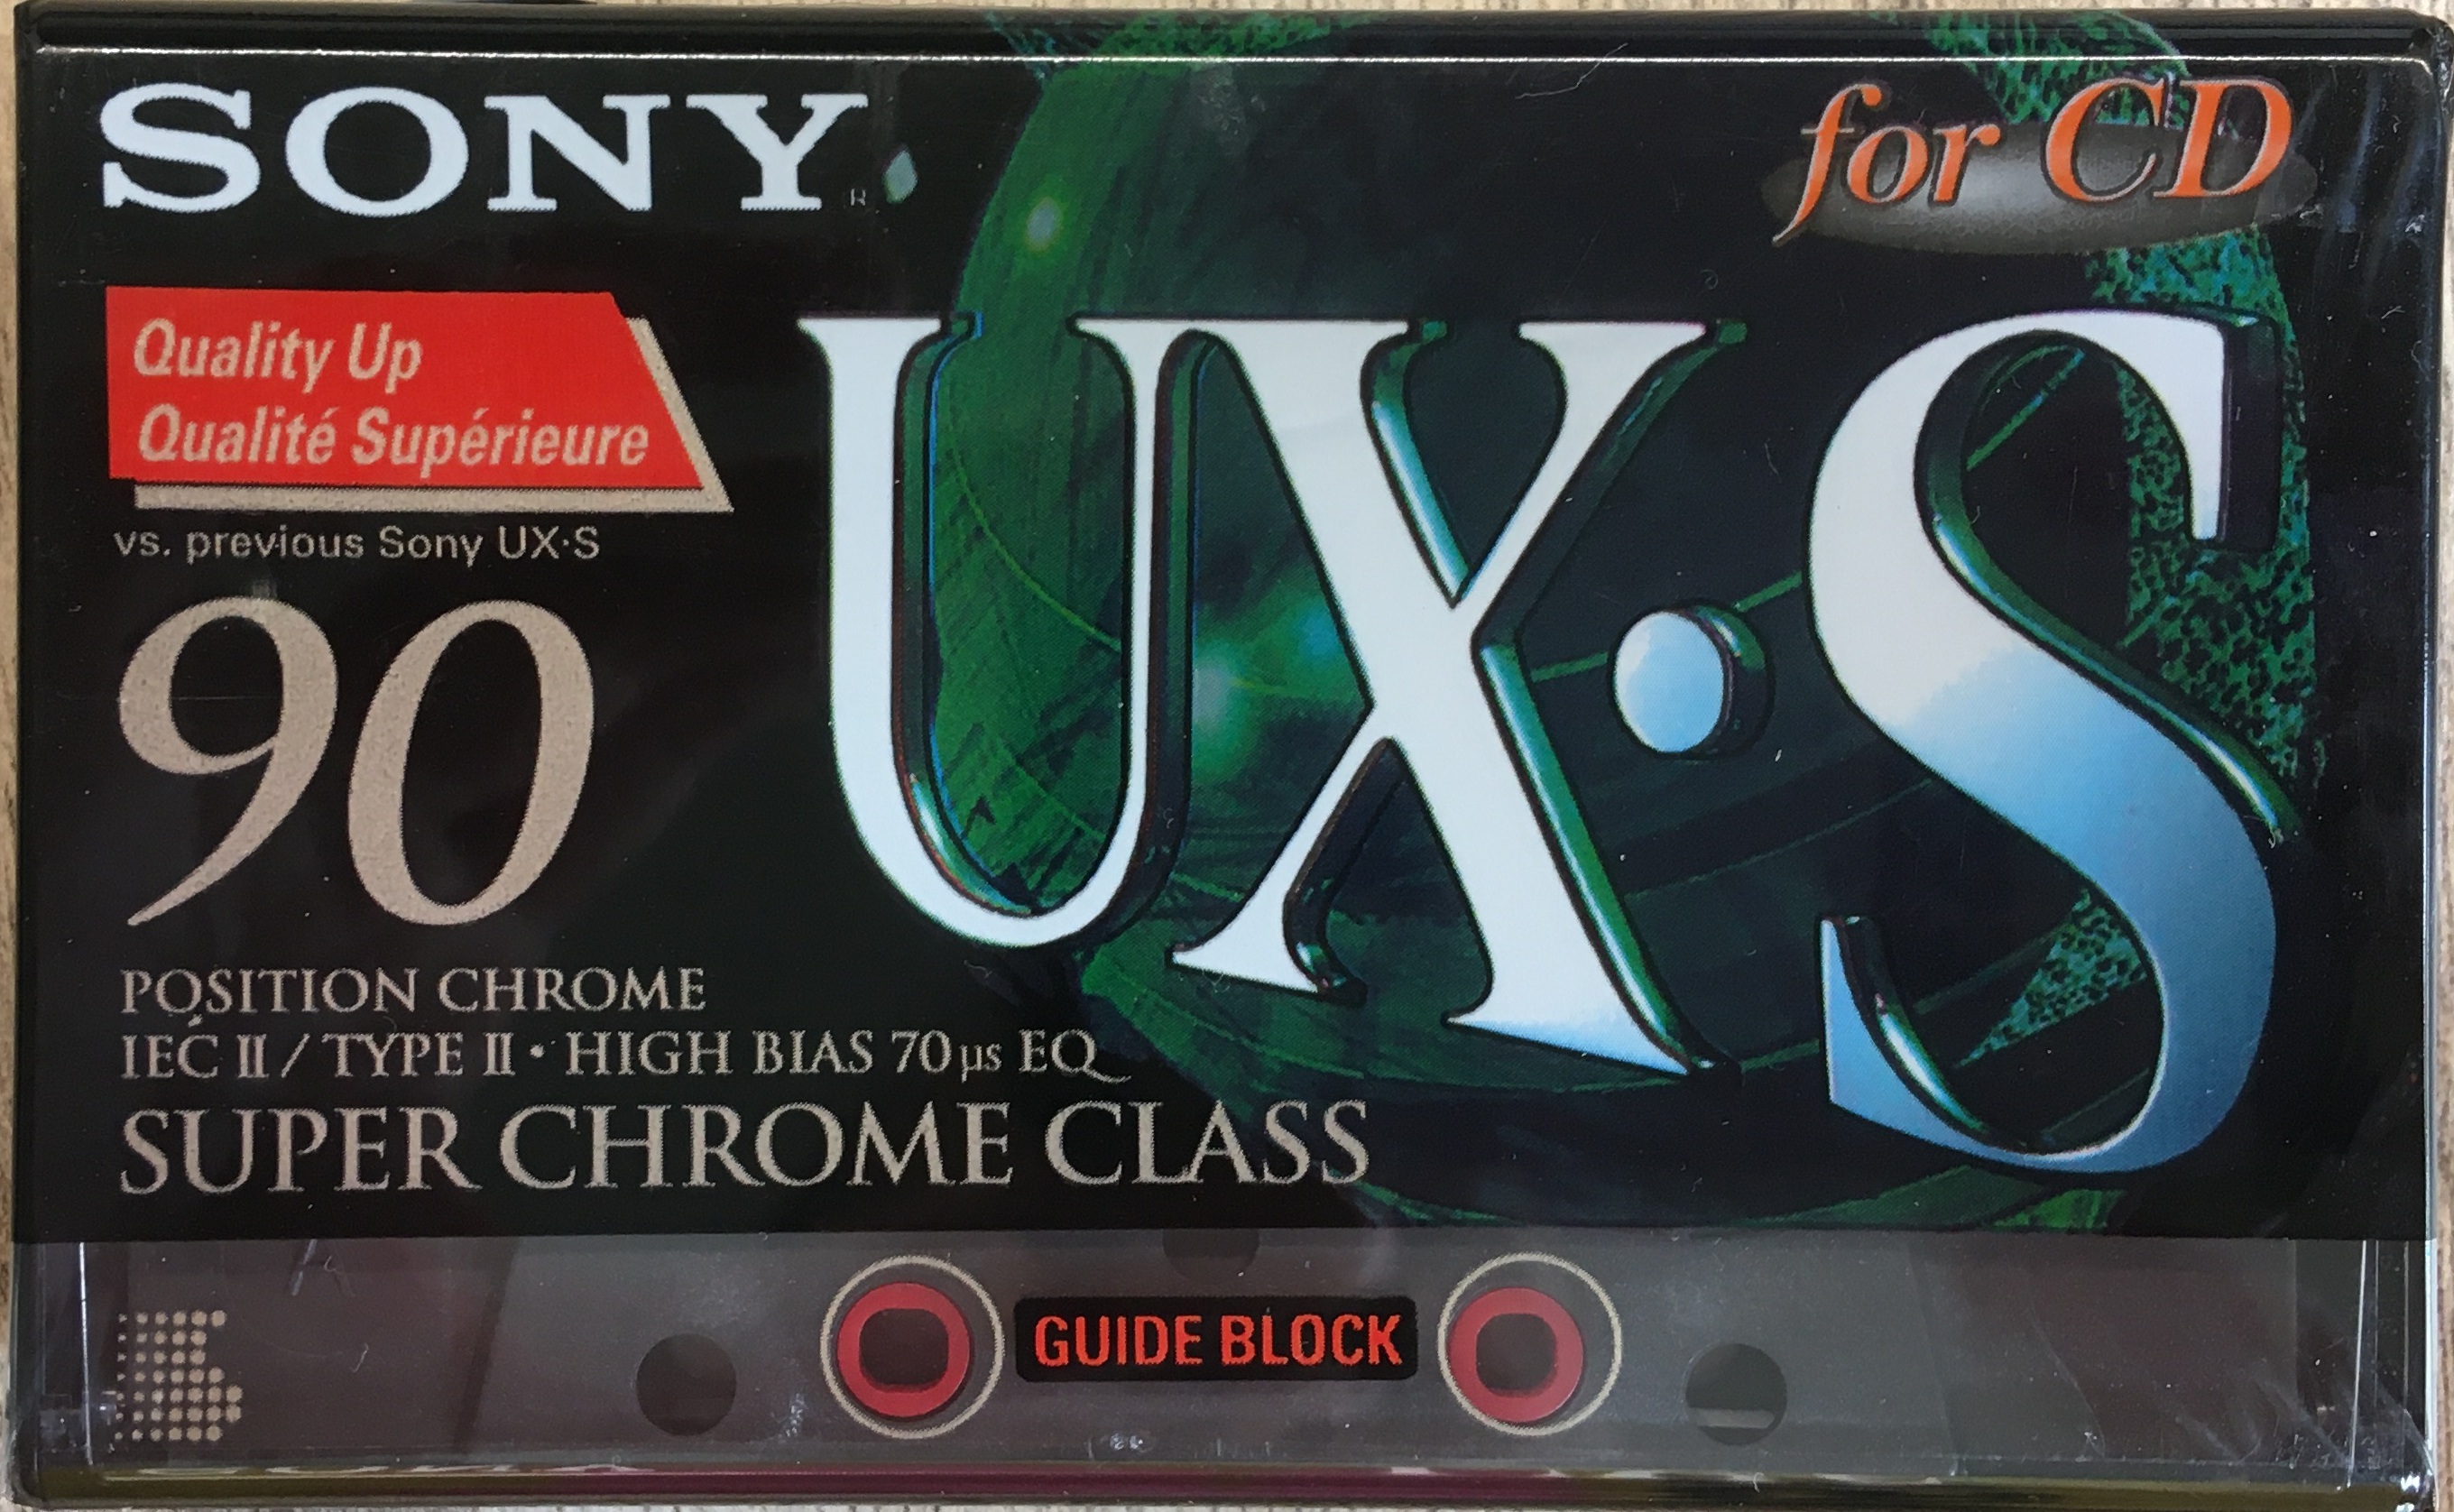 SONY®
for CD
Quality Up
Qualité Supérieure
vs. previous Sony UX·S
UX·S
90
POSITION CHROME
IEC II / TYPE II • HIGH BIAS 70 µs EQ
SUPER CHROME CLASS
GUIDE BLOCK